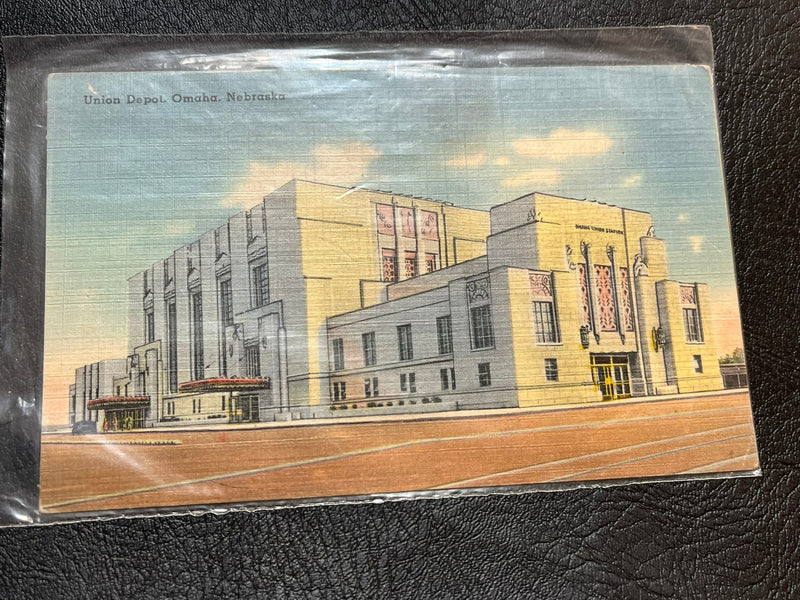 Union Depot, Omaha, Nebraska
OMAHA UNION STATION